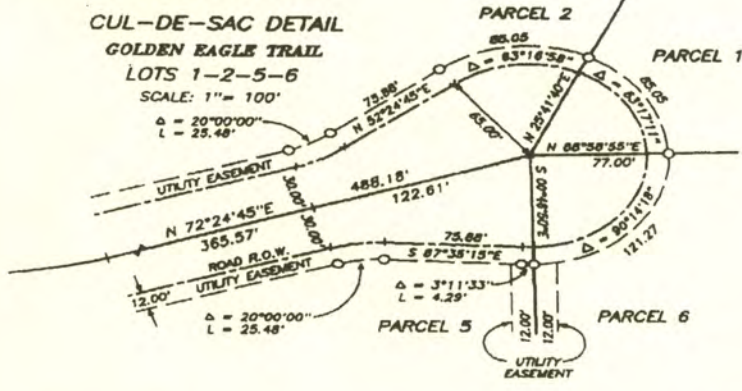 CUL-DE-SAC DETAIL
GOLDEN EAGLE TRAIL
LOTS 1-2-5-6
SCALE: 1"= 100'
PARCEL 2
PARCEL 1
85.05
Δ = 63°16'58"
Δ = 63°17'11"
85.05
75.88'
N 52°24'45"E
65.00'
N 25°41'40"E
N 88°58'55"E
77.00'
Δ = 20°00'00"
L = 25.48'
UTILITY EASEMENT
30.00'
30.00'
488.18'
122.61'
N 72°24'45"E
365.57'
S 00°48'50"E
Δ = 90°14'18"
121.27
ROAD R.O.W.
UTILITY EASEMENT
12.00'
75.88'
S 87°35'15"E
Δ = 3°11'33"
L = 4.29'
Δ = 20°00'00"
L = 25.48'
PARCEL 5
PARCEL 6
12.00'
12.00'
UTILITY
EASEMENT